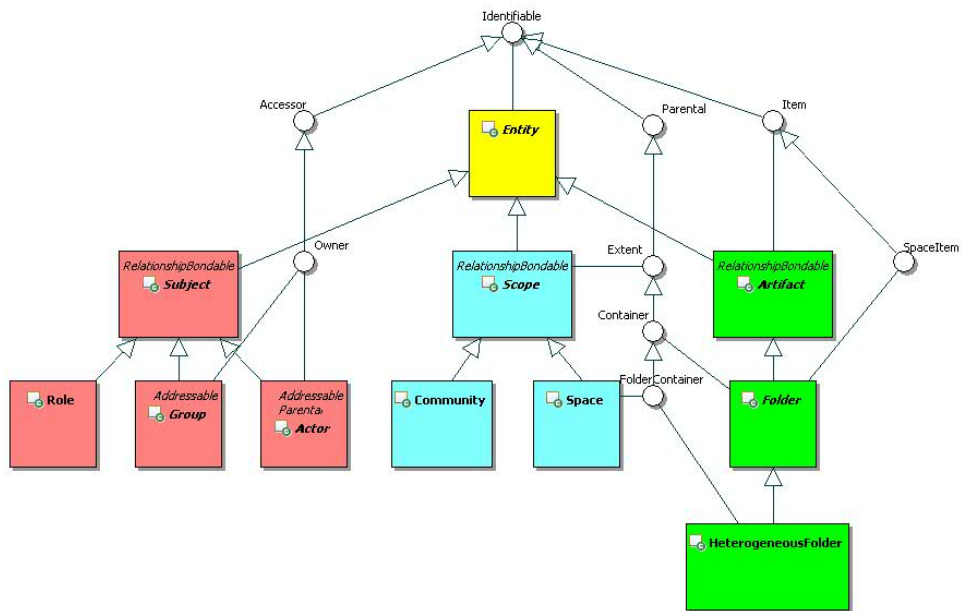 Identifiable
Accessor
Parental
Item
Entity
Owner
Extent
SpaceItem
RelationshipBondable
Subject
RelationshipBondable
Scope
RelationshipBondable
Artifact
Container
FolderContainer
Role
Addressable
Group
Addressable
Parental
Actor
Community
Space
Folder
HeterogeneousFolder